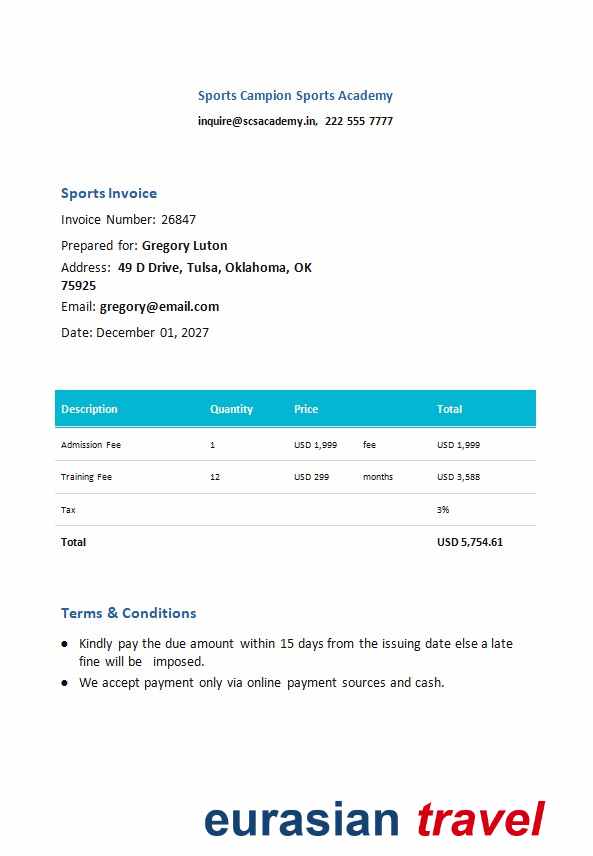 Sports Campion Sports Academy
inquire@scsacademy.in, 222 555 7777
Sports Invoice
Invoice Number: 26847
Prepared for: Gregory Luton
Address: 49 D Drive, Tulsa, Oklahoma, OK
75925
Email: gregory@email.com
Date: December 01, 2027
Description Quantity Price Total
Admission Fee 1 USD 1,999 fee USD 1,999
Training Fee 12 USD 299 months USD 3,588
Tax 3%
Total USD 5,754.61
Terms & Conditions
● Kindly pay the due amount within 15 days from the issuing date else a late
fine will be imposed.
● We accept payment only via online payment sources and cash.
eurasian travel